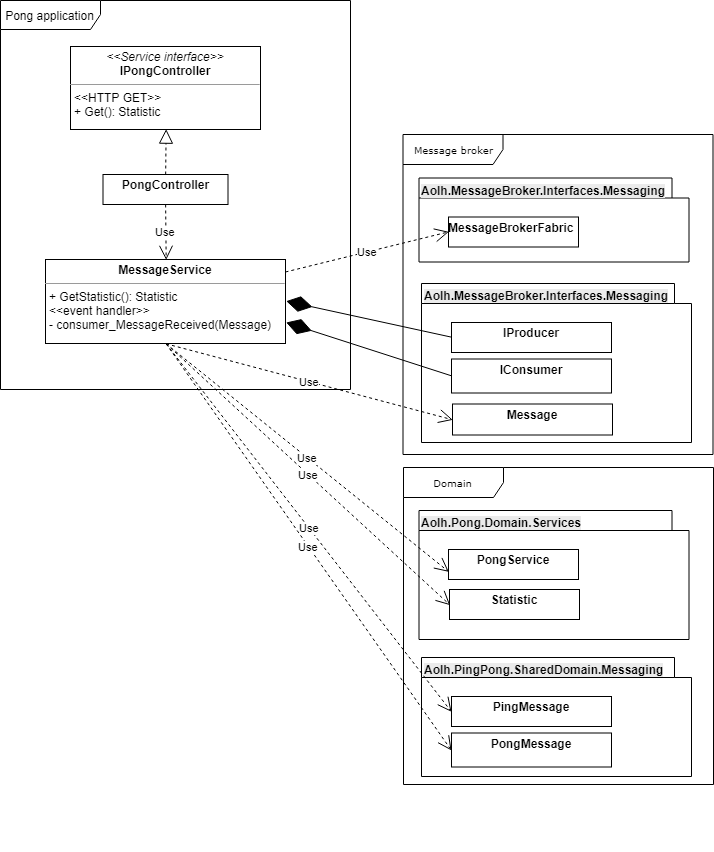 Pong application
<<Service interface>>
IPongController
<<HTTP GET>>
+ Get(): Statistic
PongController
Use
MessageService
+ GetStatistic(): Statistic
<<event handler>>
- consumer_MessageReceived(Message)
Use
Message broker
Aolh.MessageBroker.Interfaces.Messaging
MessageBrokerFabric
Aolh.MessageBroker.Interfaces.Messaging
IProducer
IConsumer
Message
Use
Use
Use
Use
Use
Domain
Aolh.Pong.Domain.Services
PongService
Statistic
Aolh.PingPong.SharedDomain.Messaging
PingMessage
PongMessage